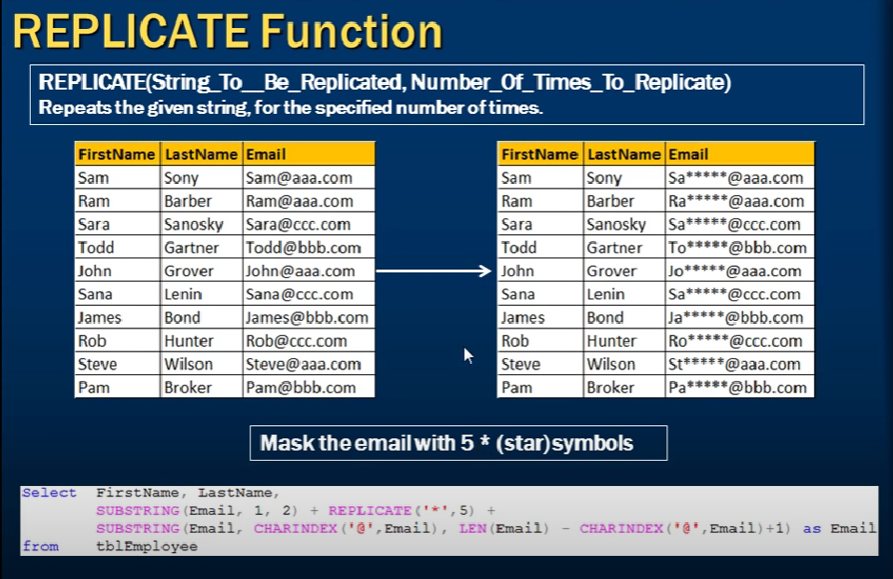 REPLICATE Function
REPLICATE(String_To__Be_Replicated, Number_Of_Times_To_Replicate)
Repeats the given string, for the specified number of times.
FirstName LastName Email
Sam Sony Sam@aaa.com
Ram Barber Ram@aaa.com
Sara Sanosky Sara@ccc.com
Todd Gartner Todd@bbb.com
John Grover John@aaa.com
Sana Lenin Sana@ccc.com
James Bond James@bbb.com
Rob Hunter Rob@ccc.com
Steve Wilson Steve@aaa.com
Pam Broker Pam@bbb.com
FirstName LastName Email
Sam Sony Sa*****@aaa.com
Ram Barber Ra*****@aaa.com
Sara Sanosky Sa*****@ccc.com
Todd Gartner To*****@bbb.com
John Grover Jo*****@aaa.com
Sana Lenin Sa*****@ccc.com
James Bond Ja*****@bbb.com
Rob Hunter Ro*****@ccc.com
Steve Wilson St*****@aaa.com
Pam Broker Pa*****@bbb.com
Mask the email with 5 * (star) symbols
Select FirstName, LastName,
SUBSTRING(Email, 1, 2) + REPLICATE('*',5) +
SUBSTRING(Email, CHARINDEX('@',Email), LEN(Email) - CHARINDEX('@',Email)+1) as Email
from tblEmployee